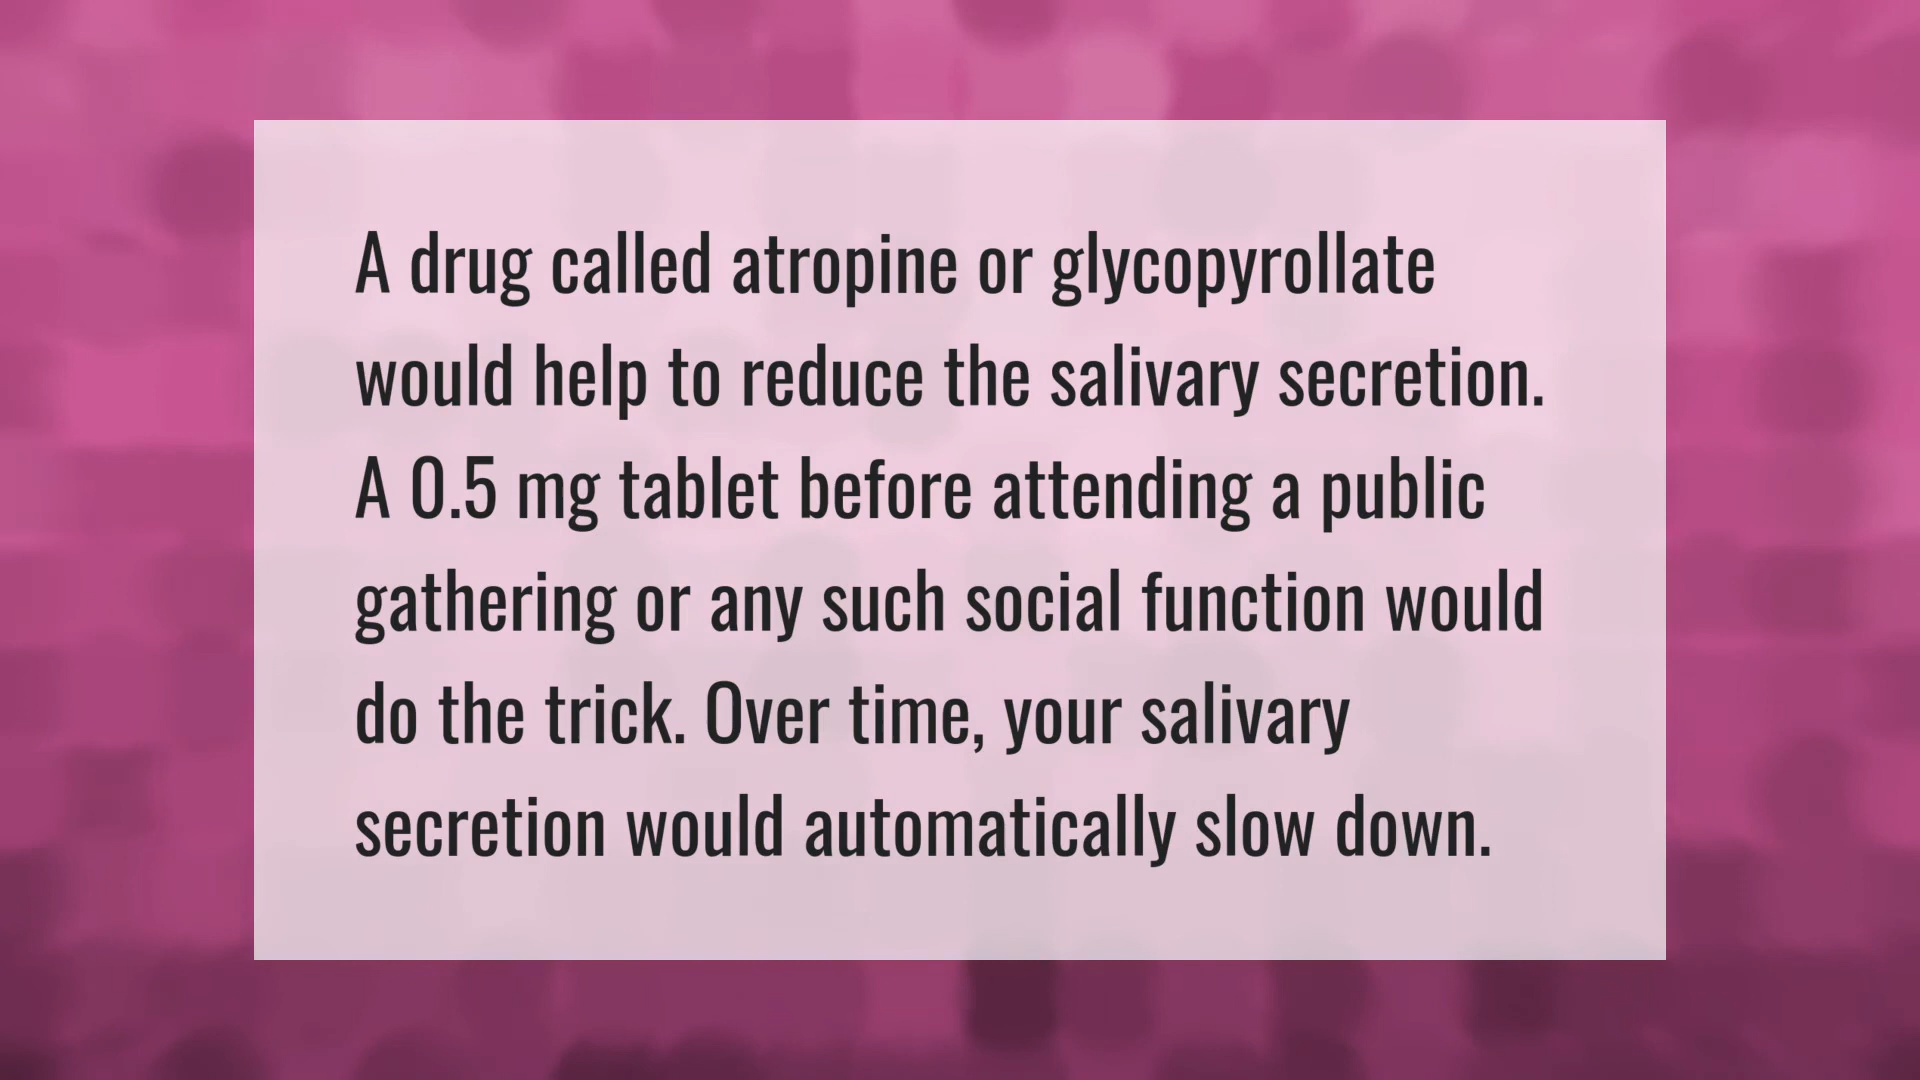 A drug called atropine or glycopyrollate
would help to reduce the salivary secretion.
A 0.5 mg tablet before attending a public
gathering or any such social function would
do the trick. Over time, your salivary
secretion would automatically slow down.